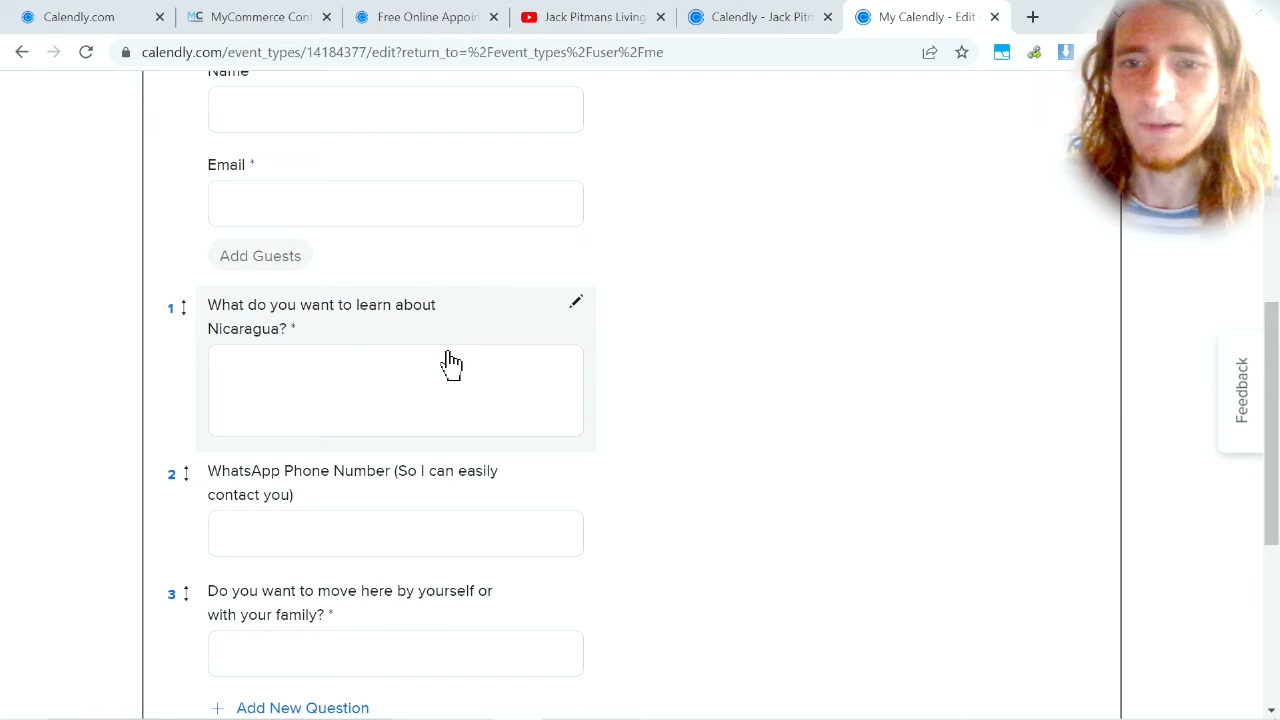 Calendly.com
MyCommerce Cont
Free Online Appoin
Jack Pitmans Living
Calendly - Jack Pitm
My Calendly - Edit
calendly.com/event_types/14184377/edit?return_to=%2Fevent_types%2Fuser%2Fme
Name
Email *
Add Guests
1
What do you want to learn about
Nicaragua? *
2
WhatsApp Phone Number (So I can easily
contact you)
3
Do you want to move here by yourself or
with your family? *
+ Add New Question
Feedback